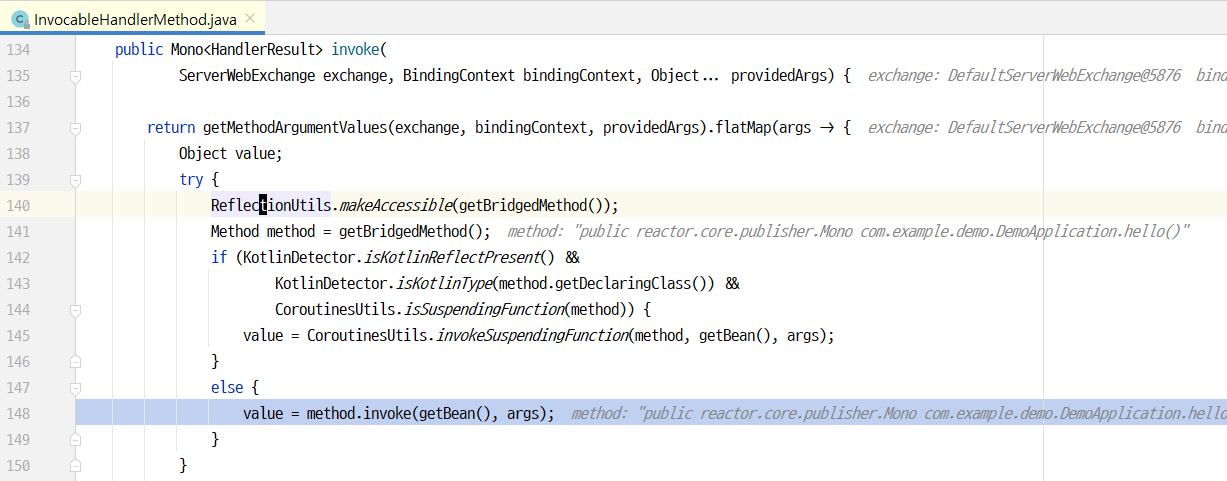 InvocableHandlerMethod.java
134 public Mono<HandlerResult> invoke(
135 ServerWebExchange exchange, BindingContext bindingContext, Object... providedArgs) { exchange: DefaultServerWebExchange@5876 bind
136
137 return getMethodArgumentValues(exchange, bindingContext, providedArgs).flatMap(args -> { exchange: DefaultServerWebExchange@5876 bind
138 Object value;
139 try {
140 ReflectionUtils.makeAccessible(getBridgedMethod());
141 Method method = getBridgedMethod(); method: "public reactor.core.publisher.Mono com.example.demo.DemoApplication.hello()"
142 if (KotlinDetector.isKotlinReflectPresent() &&
143 KotlinDetector.isKotlinType(method.getDeclaringClass()) &&
144 CoroutinesUtils.isSuspendingFunction(method)) {
145 value = CoroutinesUtils.invokeSuspendingFunction(method, getBean(), args);
146 }
147 else {
148 value = method.invoke(getBean(), args); method: "public reactor.core.publisher.Mono com.example.demo.DemoApplication.hello
149 }
150 }